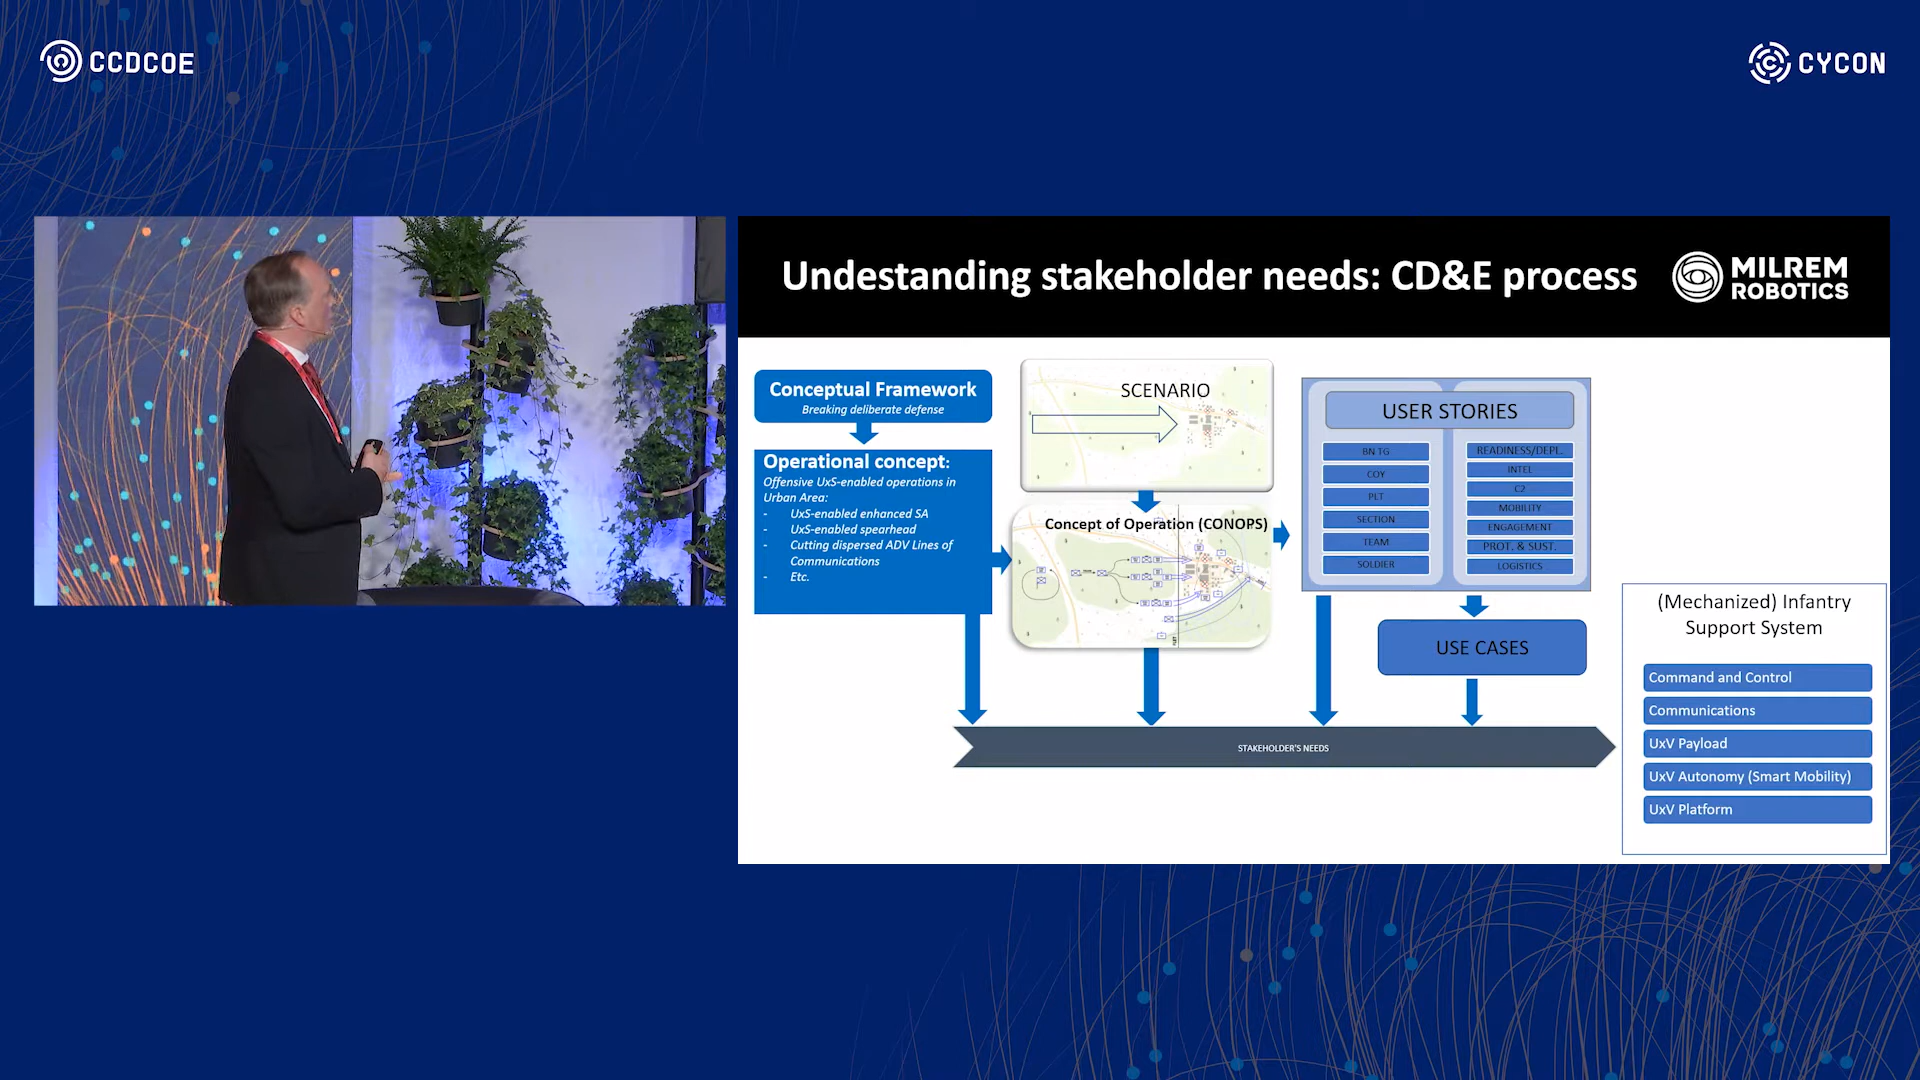 CCDCOE
CYCON
Undestanding stakeholder needs: CD&E process
MILREM
ROBOTICS
Conceptual Framework
Breaking deliberate defense
Operational concept:
Offensive UxS-enabled operations in
Urban Area:
- UxS-enabled enhanced SA
- UxS-enabled spearhead
- Cutting dispersed ADV Lines of
Communications
- Etc.
SCENARIO
Concept of Operation (CONOPS)
USER STORIES
BN TG
COY
PLT
SECTION
TEAM
SOLDIER
READINESS/DEPL.
INTEL
C2
MOBILITY
ENGAGEMENT
PROT. & SUST.
LOGISTICS
USE CASES
STAKEHOLDER'S NEEDS
(Mechanized) Infantry
Support System
Command and Control
Communications
UxV Payload
UxV Autonomy (Smart Mobility)
UxV Platform